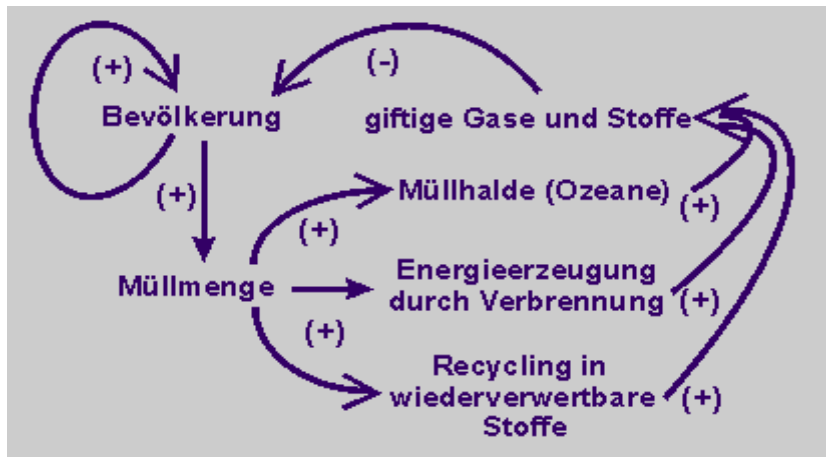 (+)
(-)
Bevölkerung
giftige Gase und Stoffe
(+)
Müllhalde (Ozeane)
(+)
(+)
Müllmenge
Energieerzeugung
durch Verbrennung
(+)
(+)
Recycling in
wiederverwertbare
Stoffe
(+)